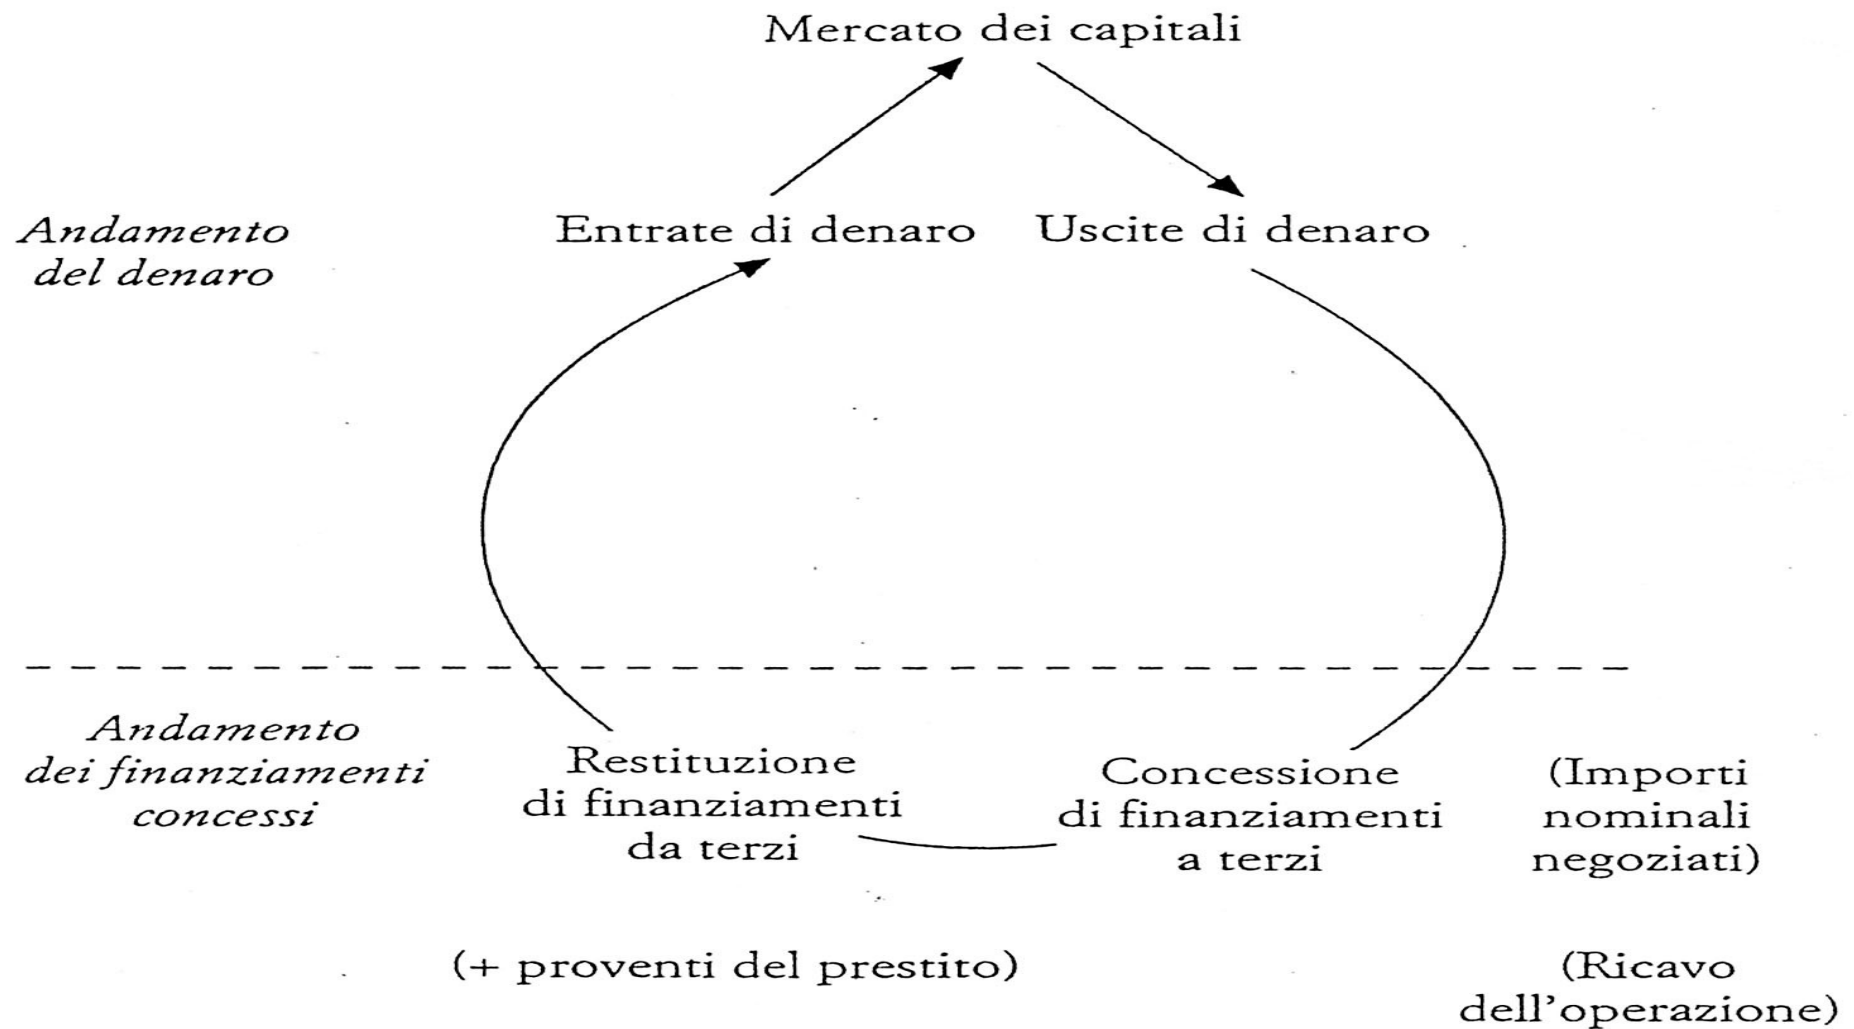 Mercato dei capitali
Andamento
del denaro
Entrate di denaro
Uscite di denaro
Andamento
dei finanziamenti
concessi
Restituzione
di finanziamenti
da terzi
Concessione
di finanziamenti
a terzi
(Importi
nominali
negoziati)
(+ proventi del prestito)
(Ricavo
dell'operazione)